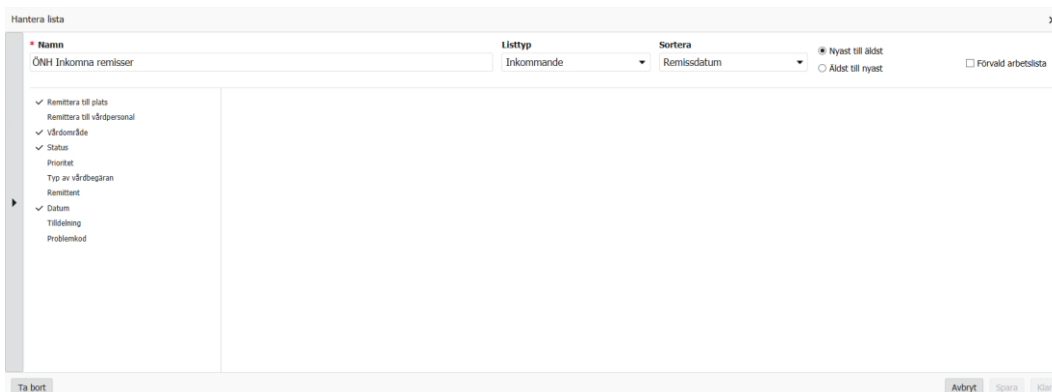 Hantera lista
* Namn
Listtyp
Sortera
ÖNH Inkomna remisser
Inkommande
Remissdatum
Nyast till äldst
Äldst till nyast
Förvald arbetslista
Remittera till plats
Remittera till vårdpersonal
Vårdområde
Status
Prioritet
Typ av vårdbegäran
Remittent
Datum
Tilldelning
Problemkod
Ta bort
Avbryt
Spara